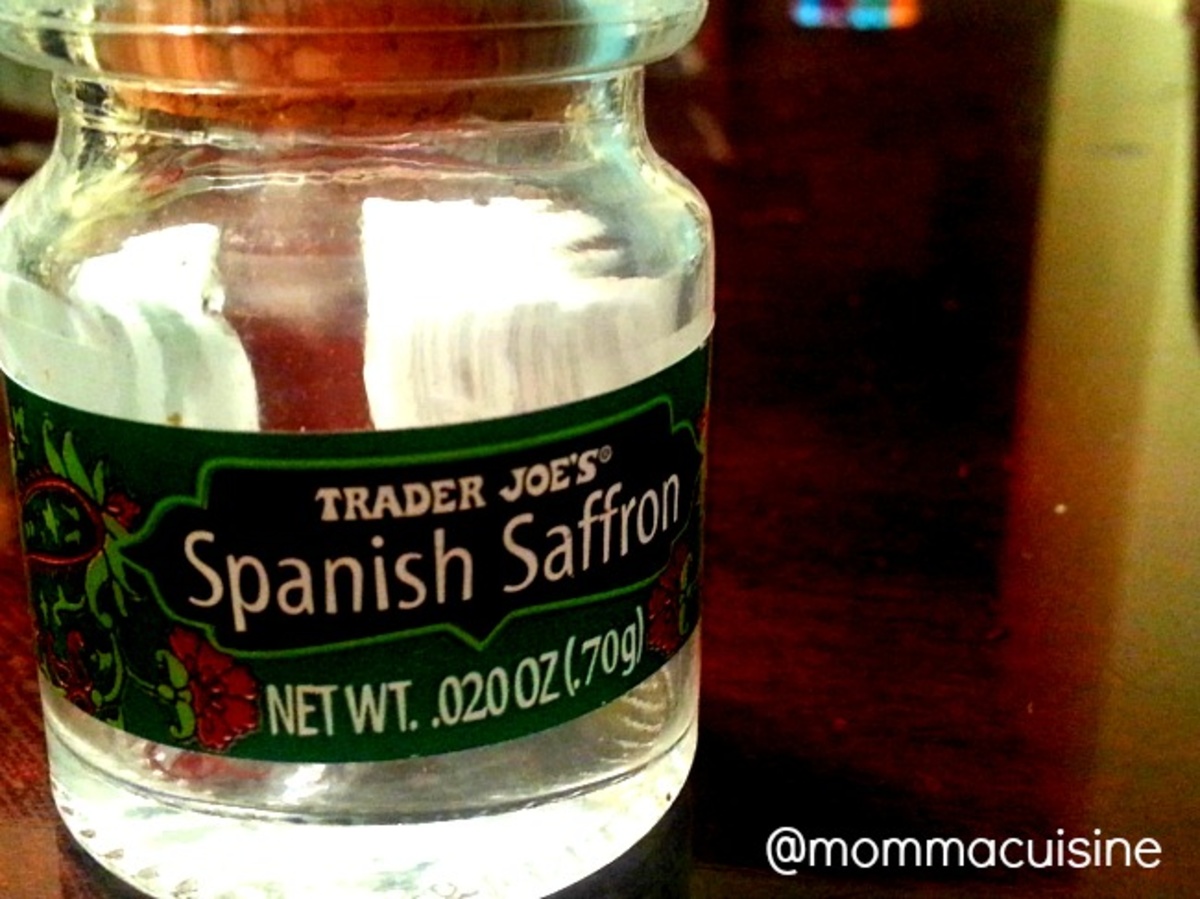 TRADER JOE'S®
Spanish Saffron
NET WT. .020 OZ (.70g)
@mommacuisine